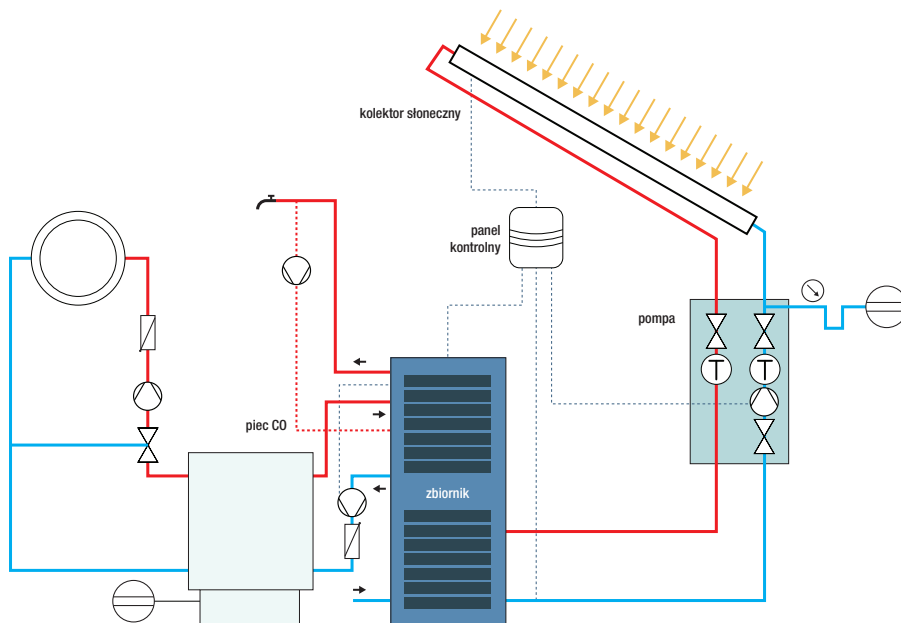 kolektor słoneczny
panel
kontrolny
pompa
piec CO
zbiornik
T
T